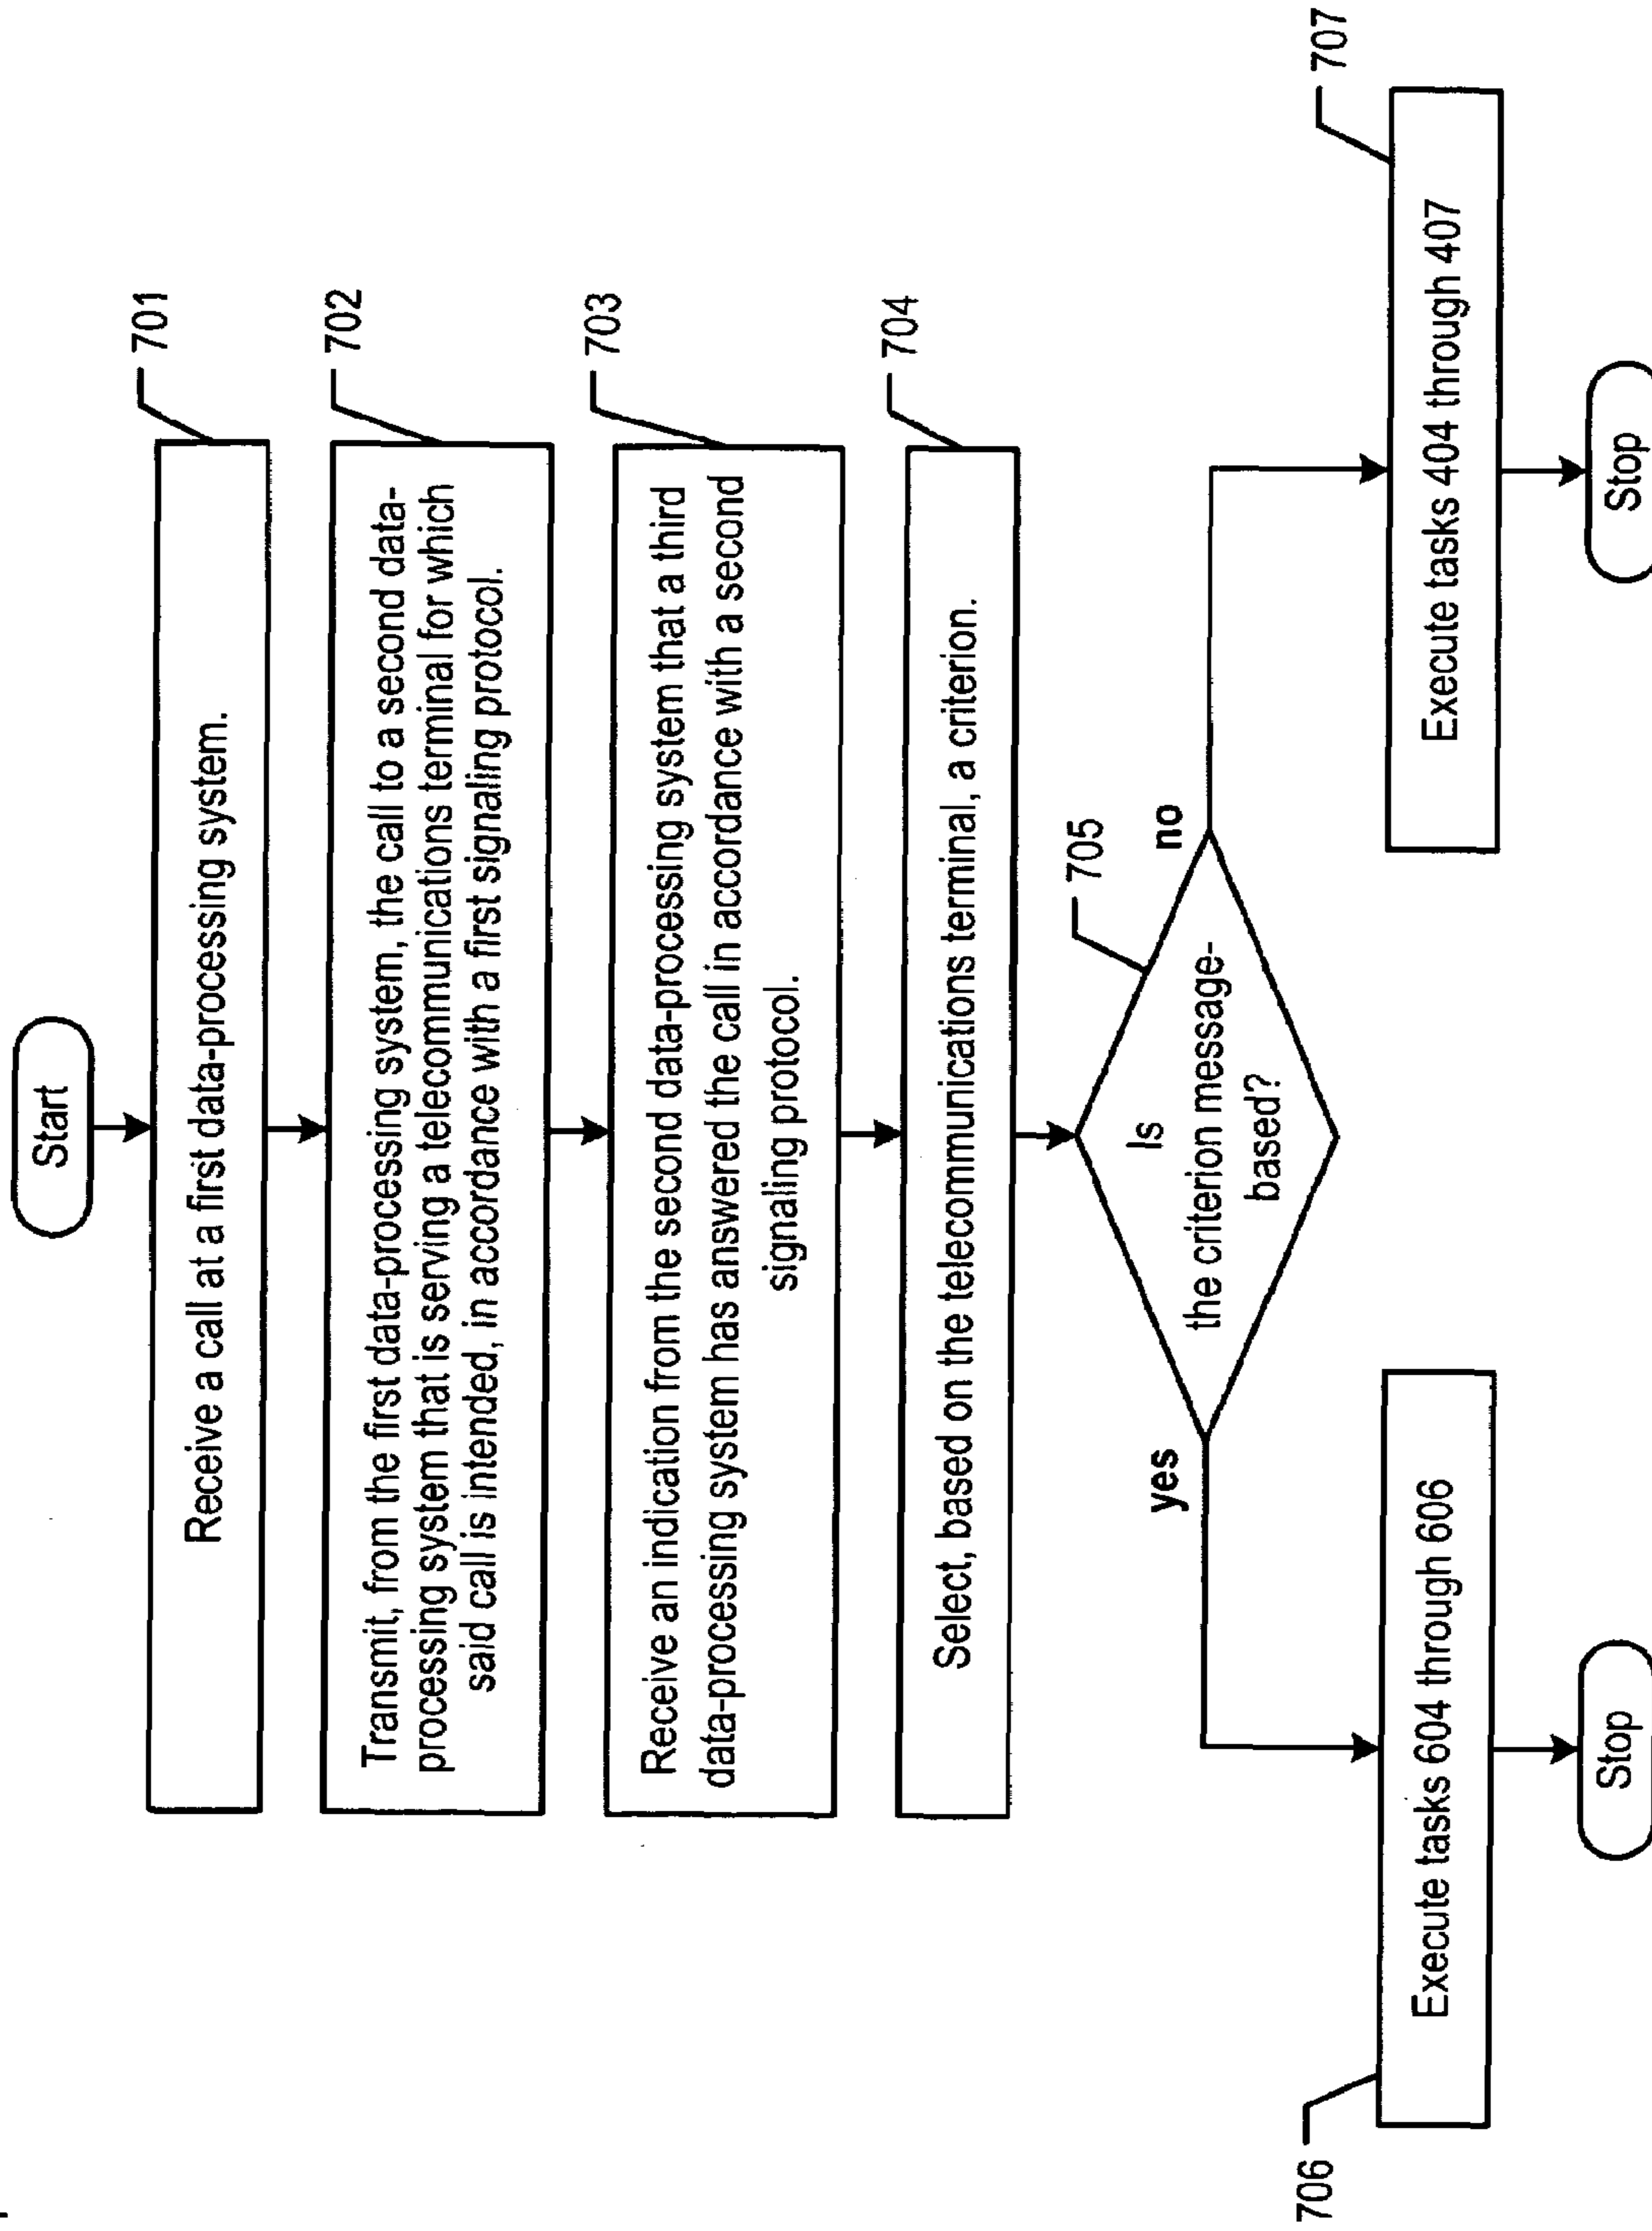 Start
Receive a call at a first data-processing system.
701
Transmit, from the first data-processing system, the call to a second data-
processing system that is serving a telecommunications terminal for which
said call is intended, in accordance with a first signaling protocol.
702
Receive an indication from the second data-processing system that a third
data-processing system has answered the call in accordance with a second
signaling protocol.
703
Select, based on the telecommunications terminal, a criterion.
704
Is
the criterion message-
based?
705
yes
no
706
Execute tasks 604 through 606
Stop
707
Execute tasks 404 through 407
Stop